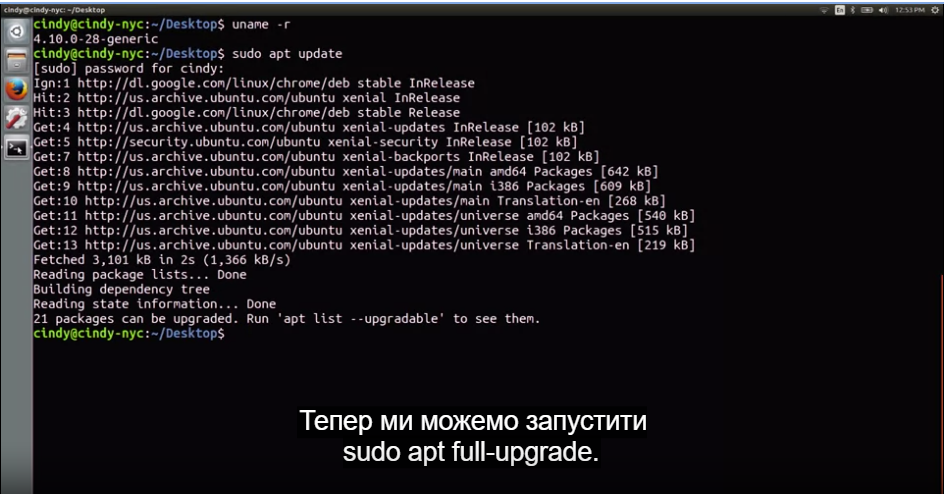 cindy@cindy-nyc: ~/Desktop
En
12:53 PM
cindy@cindy-nyc:~/Desktop$ uname -r
4.10.0-28-generic
cindy@cindy-nyc:~/Desktop$ sudo apt update
[sudo] password for cindy:
Ign:1 http://dl.google.com/linux/chrome/deb stable InRelease
Hit:2 http://us.archive.ubuntu.com/ubuntu xenial InRelease
Hit:3 http://dl.google.com/linux/chrome/deb stable Release
Get:4 http://us.archive.ubuntu.com/ubuntu xenial-updates InRelease [102 kB]
Get:5 http://security.ubuntu.com/ubuntu xenial-security InRelease [102 kB]
Get:7 http://us.archive.ubuntu.com/ubuntu xenial-backports InRelease [102 kB]
Get:8 http://us.archive.ubuntu.com/ubuntu xenial-updates/main amd64 Packages [642 kB]
Get:9 http://us.archive.ubuntu.com/ubuntu xenial-updates/main i386 Packages [609 kB]
Get:10 http://us.archive.ubuntu.com/ubuntu xenial-updates/main Translation-en [268 kB]
Get:11 http://us.archive.ubuntu.com/ubuntu xenial-updates/universe amd64 Packages [540 kB]
Get:12 http://us.archive.ubuntu.com/ubuntu xenial-updates/universe i386 Packages [515 kB]
Get:13 http://us.archive.ubuntu.com/ubuntu xenial-updates/universe Translation-en [219 kB]
Fetched 3,101 kB in 2s (1,366 kB/s)
Reading package lists... Done
Building dependency tree
Reading state information... Done
21 packages can be upgraded. Run 'apt list --upgradable' to see them.
cindy@cindy-nyc:~/Desktop$
Тепер ми можемо запустити
sudo apt full-upgrade.